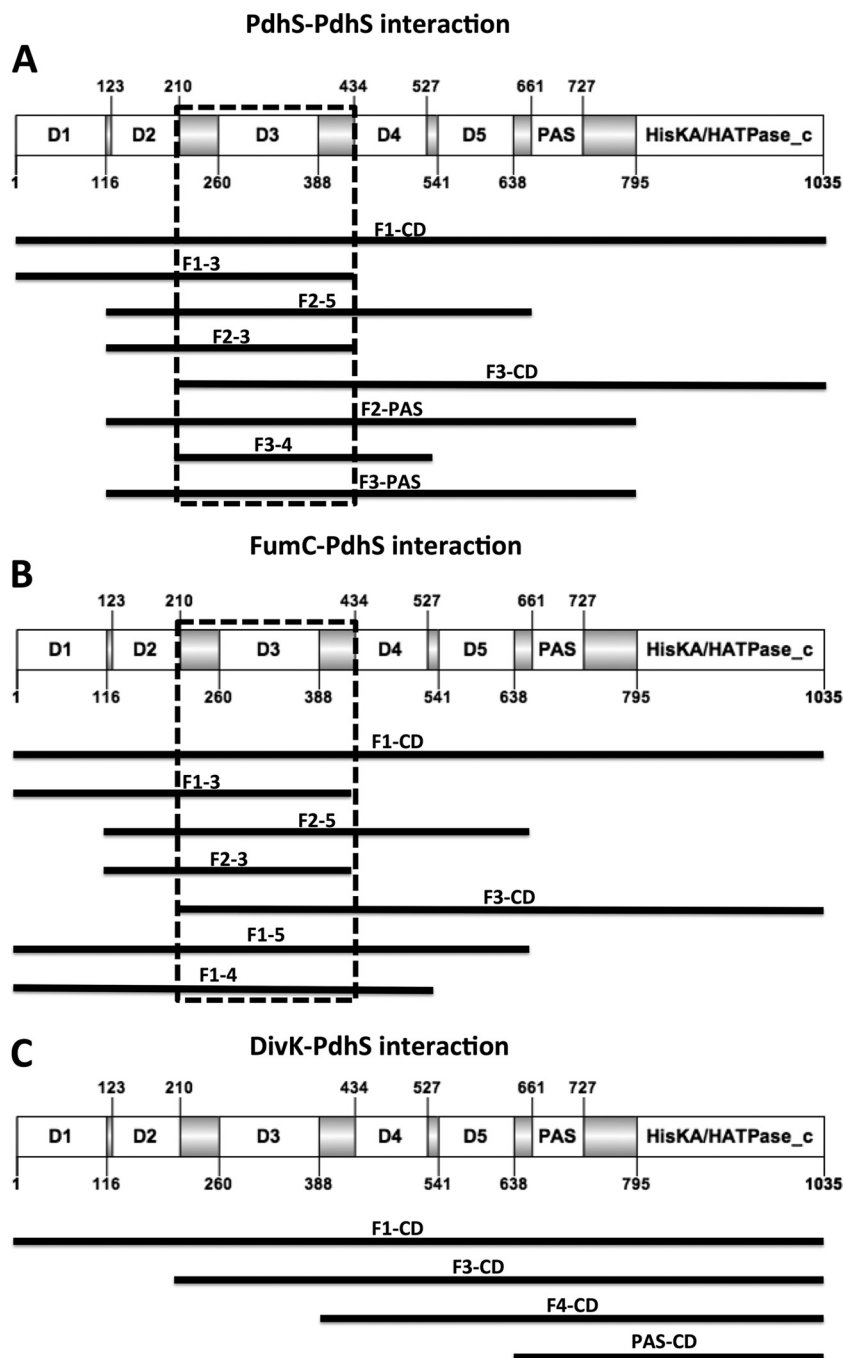 PdhS-PdhS interaction
A
123 210 434 527 661 727
D1 D2 D3 D4 D5 PAS HisKA/HATPase_c
1 116 260 388 541 638 795 1035
F1-CD
F1-3
F2-5
F2-3
F3-CD
F2-PAS
F3-4
F3-PAS
FumC-PdhS interaction
B
123 210 434 527 661 727
D1 D2 D3 D4 D5 PAS HisKA/HATPase_c
1 116 260 388 541 638 795 1035
F1-CD
F1-3
F2-5
F2-3
F3-CD
F1-5
F1-4
DivK-PdhS interaction
C
123 210 434 527 661 727
D1 D2 D3 D4 D5 PAS HisKA/HATPase_c
1 116 260 388 541 638 795 1035
F1-CD
F3-CD
F4-CD
PAS-CD